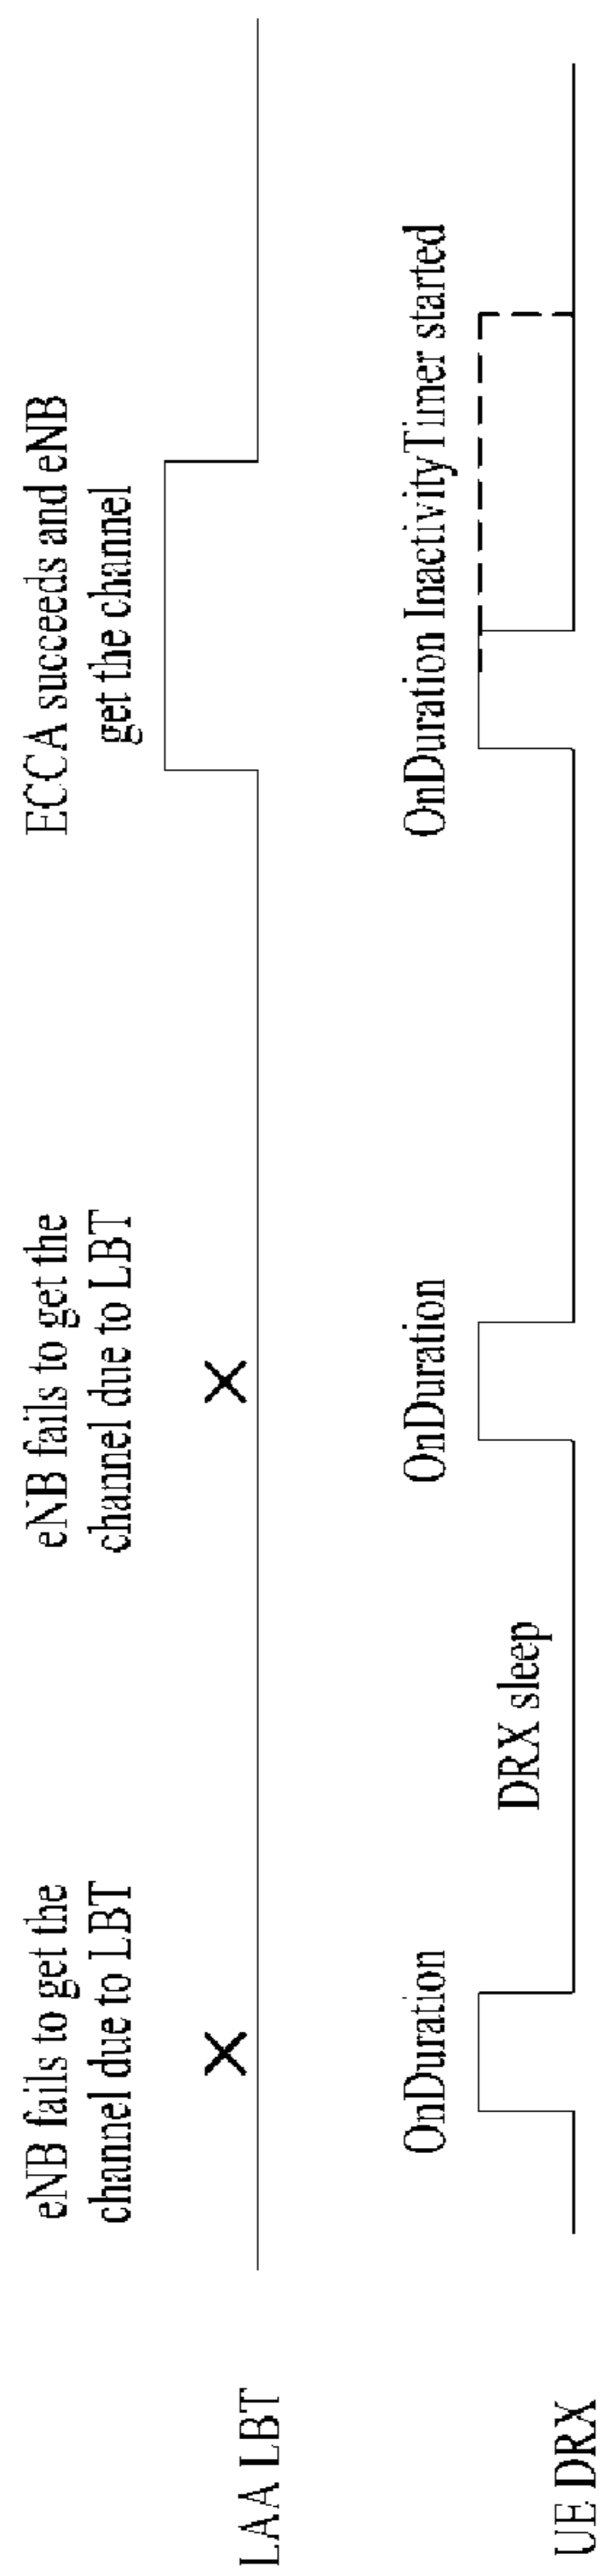 eNB fails to get the
channel due to LBT
eNB fails to get the
channel due to LBT
ECCA succeeds and eNB
get the channel
LAA LBT
OnDuration
OnDuration
OnDuration InactivityTimer started
DRX sleep
UE DRX